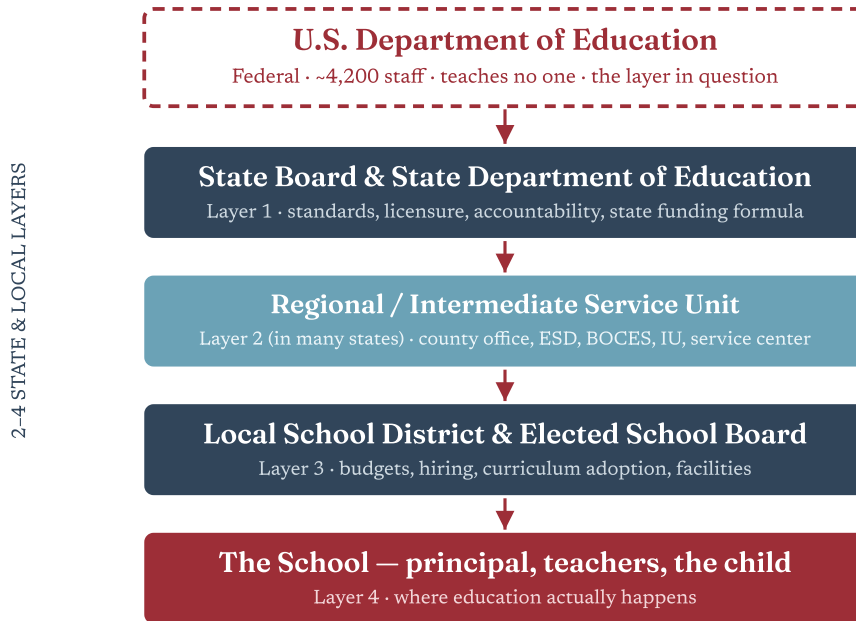 U.S. Department of Education
Federal · ~4,200 staff · teaches no one · the layer in question
State Board & State Department of Education
Layer 1 · standards, licensure, accountability, state funding formula
2–4 STATE & LOCAL LAYERS
Regional / Intermediate Service Unit
Layer 2 (in many states) · county office, ESD, BOCES, IU, service center
Local School District & Elected School Board
Layer 3 · budgets, hiring, curriculum adoption, facilities
The School — principal, teachers, the child
Layer 4 · where education actually happens